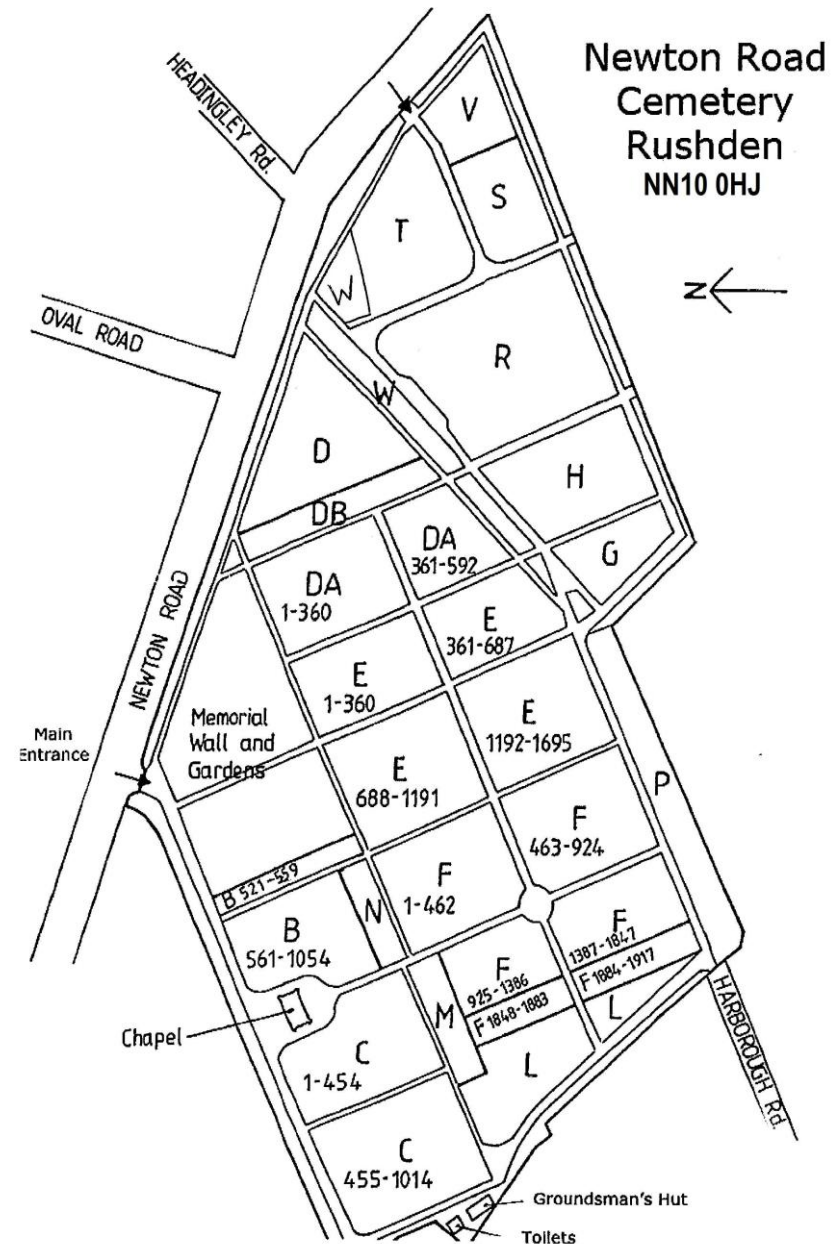 Newton Road
Cemetery
Rushden
NN10 0HJ
HEADINGLEY Rd.
V
S
T
W
N
OVAL ROAD
R
W
D
H
DB
DA
361-592
G
DA
1-360
NEWTON ROAD
E
361-687
E
1-360
Memorial
Wall and
Gardens
Main
Entrance
E
1192-1695
E
688-1191
P
F
463-924
B 521-559
N
F
1-462
B
561-1054
F
1387-1847
F
925-1386
F 1884-1917
F 1848-1883
M
L
L
HARBOROUGH Rd.
Chapel
C
1-454
C
455-1014
Groundsman's Hut
Toilets